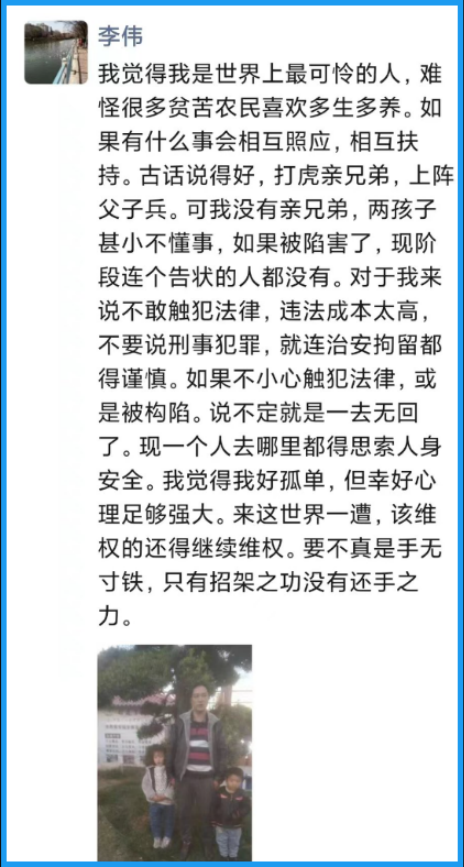 李伟
我觉得我是世界上最可怜的人，难
怪很多贫苦农民喜欢多生多养。如
果有什么事会相互照应，相互扶
持。古话说得好，打虎亲兄弟，上阵
父子兵。可我没有亲兄弟，两孩子
甚小不懂事，如果被陷害了，现阶
段连个告状的人都没有。对于我来
说不敢触犯法律，违法成本太高，
不要说刑事犯罪，就连治安拘留都
得谨慎。如果不小心触犯法律，或
是被构陷。说不定就是一去无回
了。现一个人去哪里都得思索人身
安全。我觉得我好孤单，但幸好心
理足够强大。来这世界一遭，该维
权的还得继续维权。要不真是手无
寸铁，只有招架之功没有还手之
力。